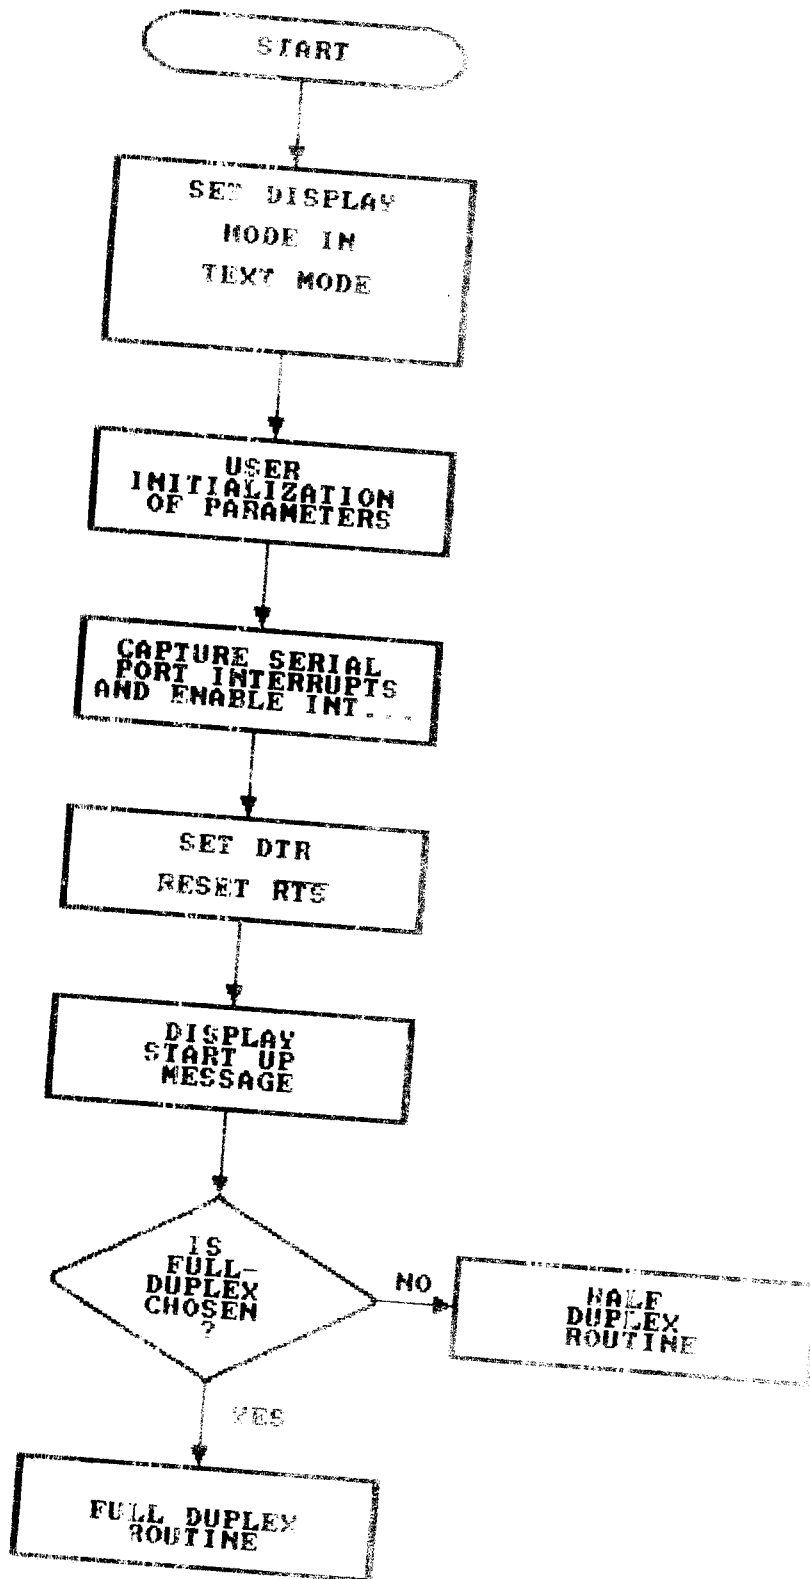 START
SET DISPLAY
MODE IN
TEXT MODE
USER
INITIALIZATION
OF PARAMETERS
CAPTURE SERIAL
PORT INTERRUPTS
AND ENABLE INT...
SET DTR
RESET RTS
DISPLAY
START UP
MESSAGE
IS
FULL-
DUPLEX
CHOSEN
?
NO
HALF
DUPLEX
ROUTINE
YES
FULL DUPLEX
ROUTINE